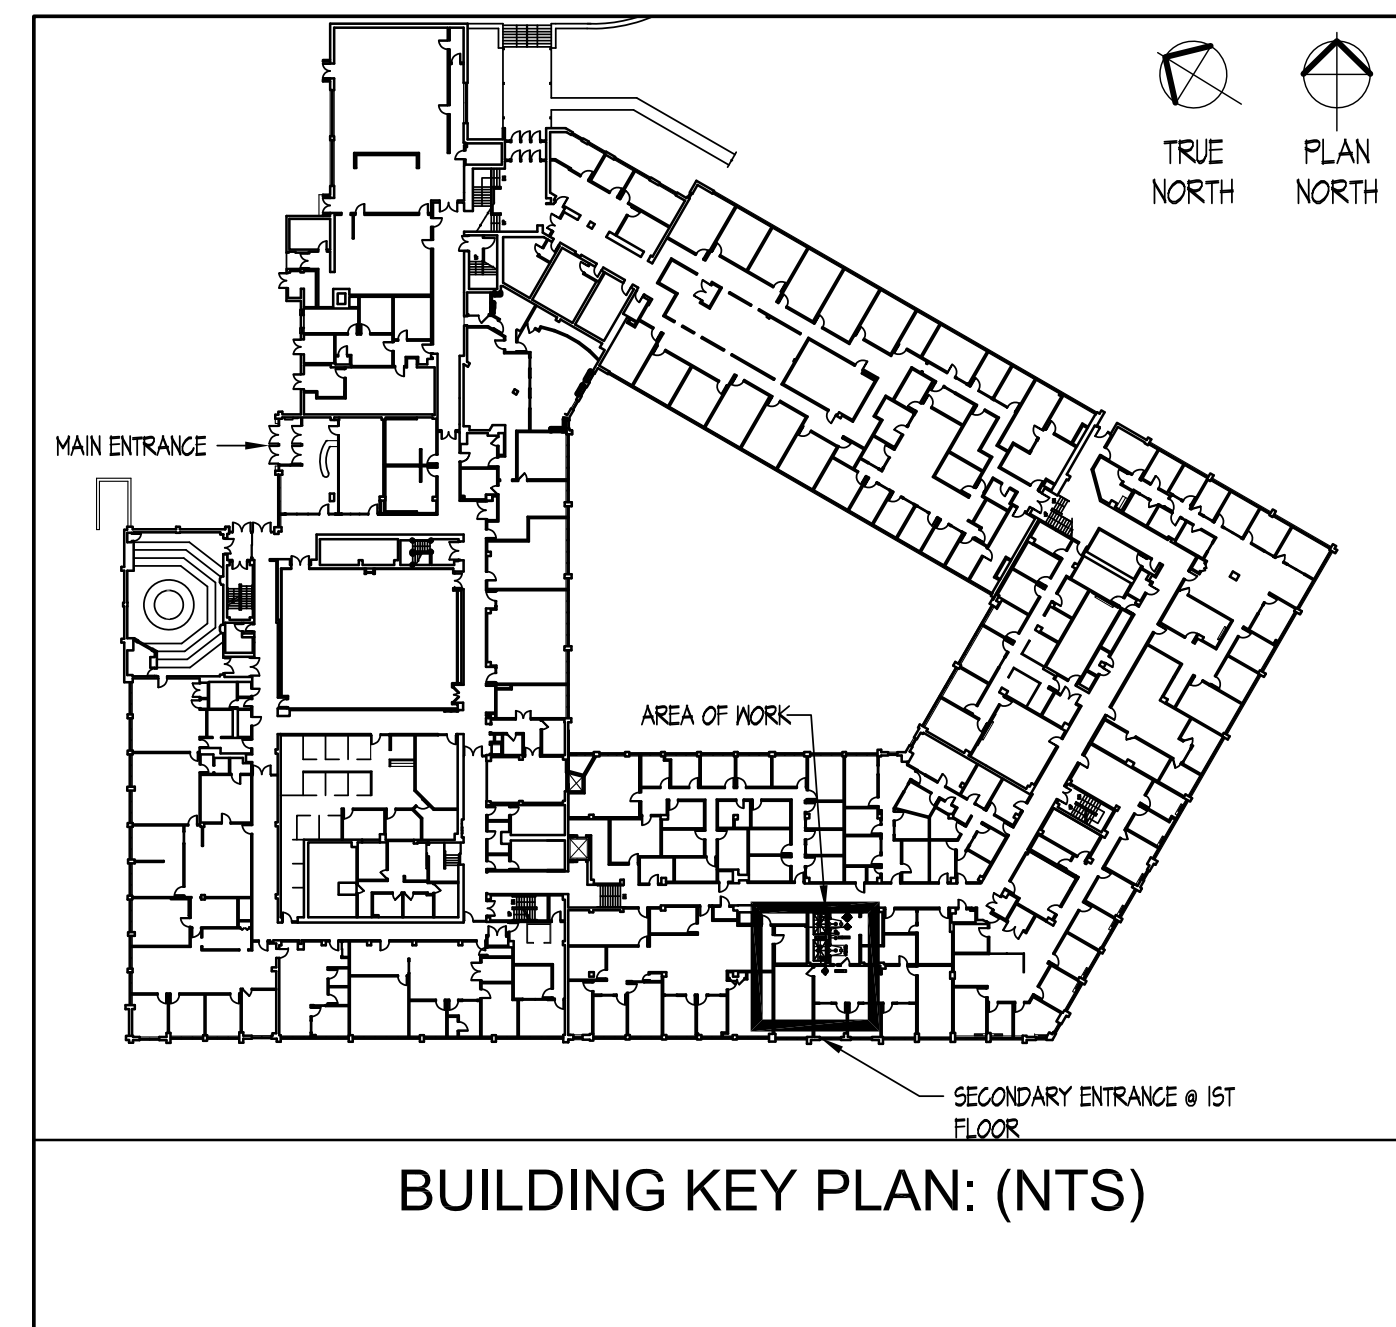 TRUE
NORTH
PLAN
NORTH
MAIN ENTRANCE
AREA OF WORK
SECONDARY ENTRANCE @ 1ST
FLOOR
BUILDING KEY PLAN: (NTS)